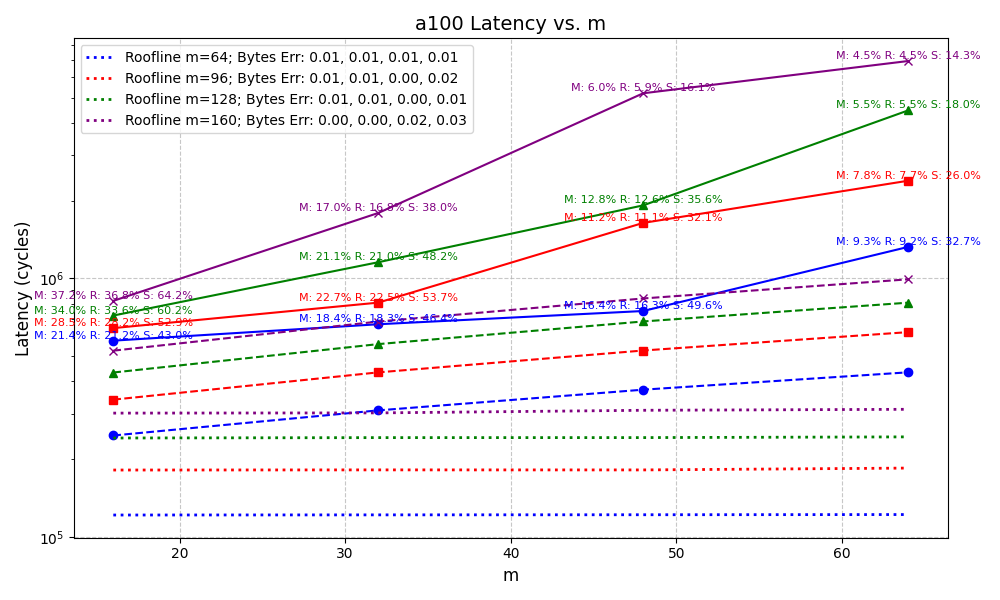 a100 Latency vs. m
Roofline m=64; Bytes Err: 0.01, 0.01, 0.01, 0.01
Roofline m=96; Bytes Err: 0.01, 0.01, 0.00, 0.02
Roofline m=128; Bytes Err: 0.01, 0.01, 0.00, 0.01
Roofline m=160; Bytes Err: 0.00, 0.00, 0.02, 0.03
M: 4.5% R: 4.5% S: 14.3%
M: 6.0% R: 5.9% S: 16.1%
M: 5.5% R: 5.5% S: 18.0%
M: 7.8% R: 7.7% S: 26.0%
M: 12.8% R: 12.6% S: 35.6%
M: 17.0% R: 16.8% S: 38.0%
M: 11.2% R: 11.1% S: 32.1%
M: 9.3% R: 9.2% S: 32.7%
M: 21.1% R: 21.0% S: 48.2%
M: 37.2% R: 36.8% S: 64.2%
M: 22.7% R: 22.5% S: 53.7%
M: 16.4% R: 16.3% S: 49.6%
M: 34.0% R: 33.6% S: 60.2%
M: 18.4% R: 18.3% S: 46.4%
M: 28.5% R: S: 52.9%
M: 21.4% R: 21.2% S: 43.0%
Latency (cycles)
10^6
10^5
20 30 40 50 60
m